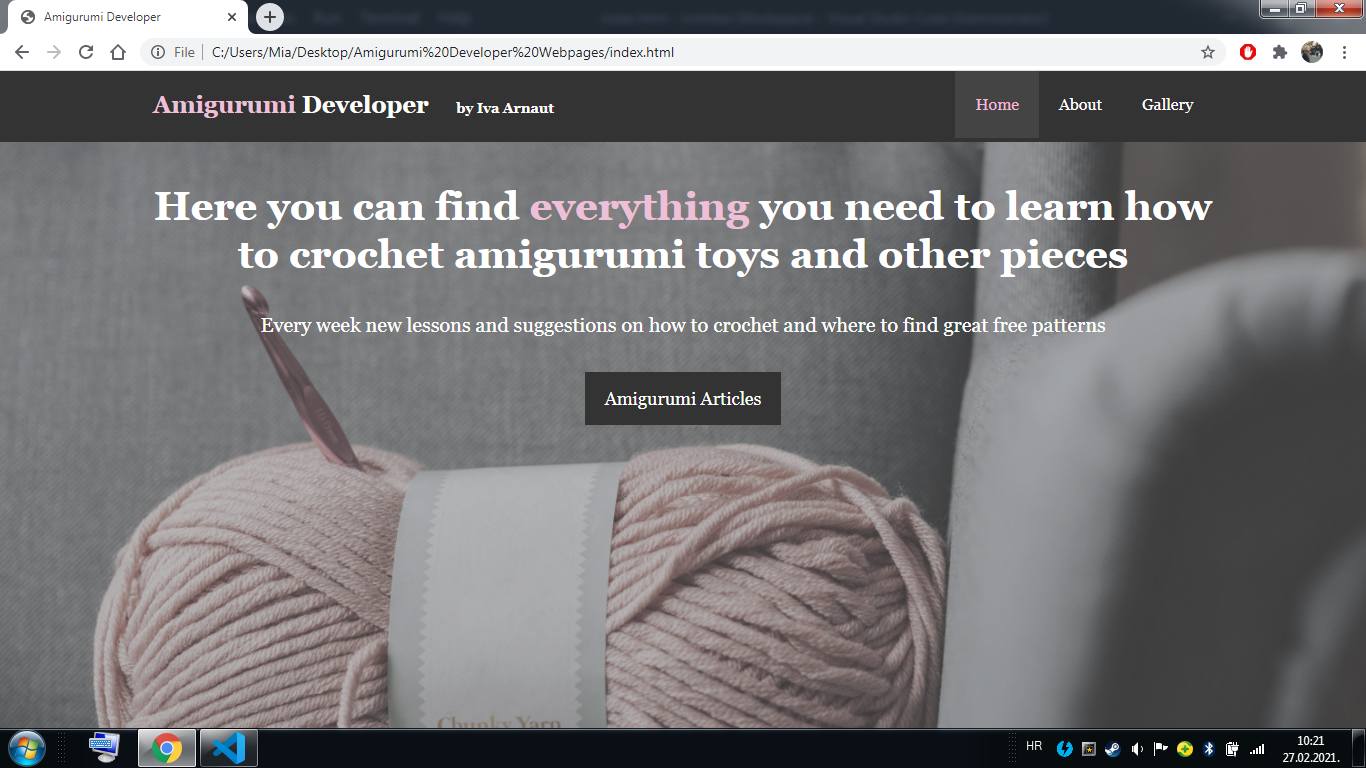 Amigurumi Developer
File
C:/Users/Mia/Desktop/Amigurumi%20Developer%20Webpages/index.html
Amigurumi Developer by Iva Arnaut
Home About Gallery
Here you can find everything you need to learn how
to crochet amigurumi toys and other pieces
Every week new lessons and suggestions on how to crochet and where to find great free patterns
Amigurumi Articles
Chunky Yarn
HR
10:21
27.02.2021.